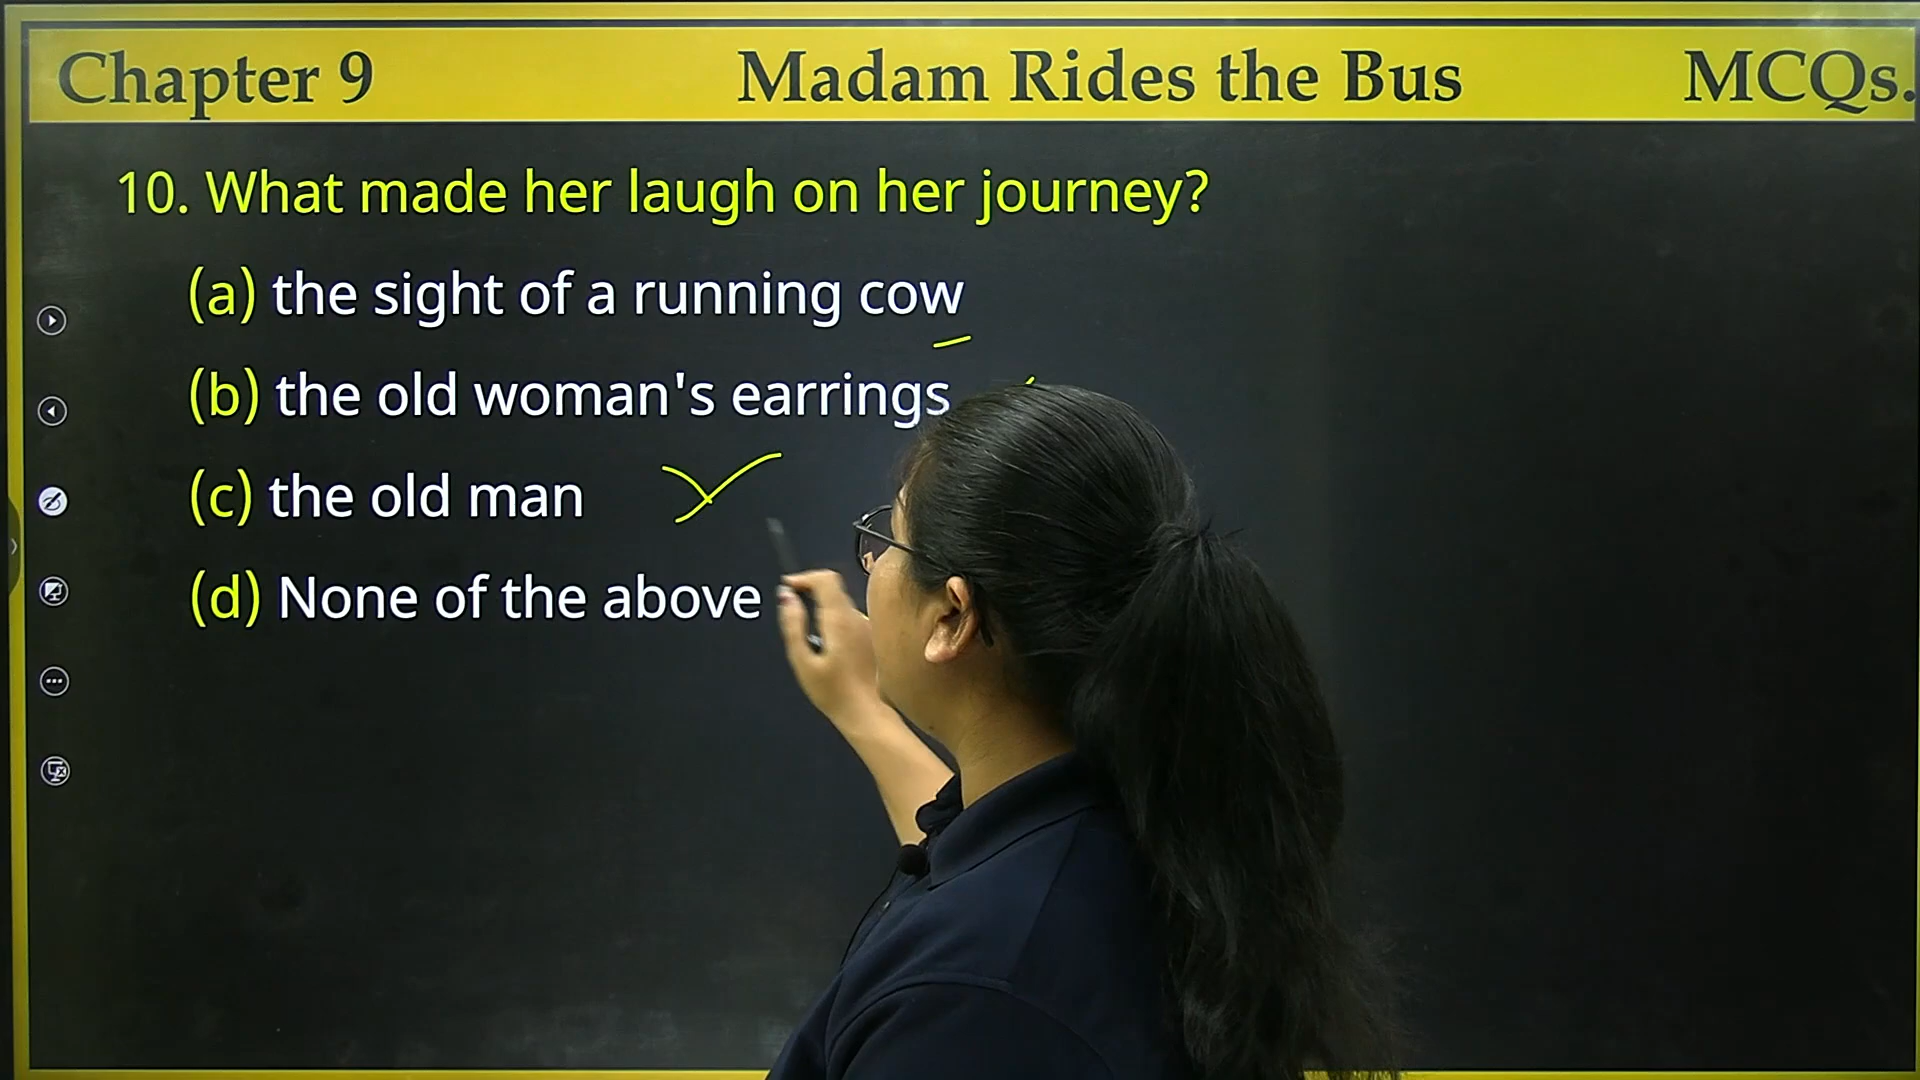 Chapter 9 Madam Rides the Bus MCQs.
10. What made her laugh on her journey?
(a) the sight of a running cow
(b) the old woman's earrings
(c) the old man
(d) None of the above